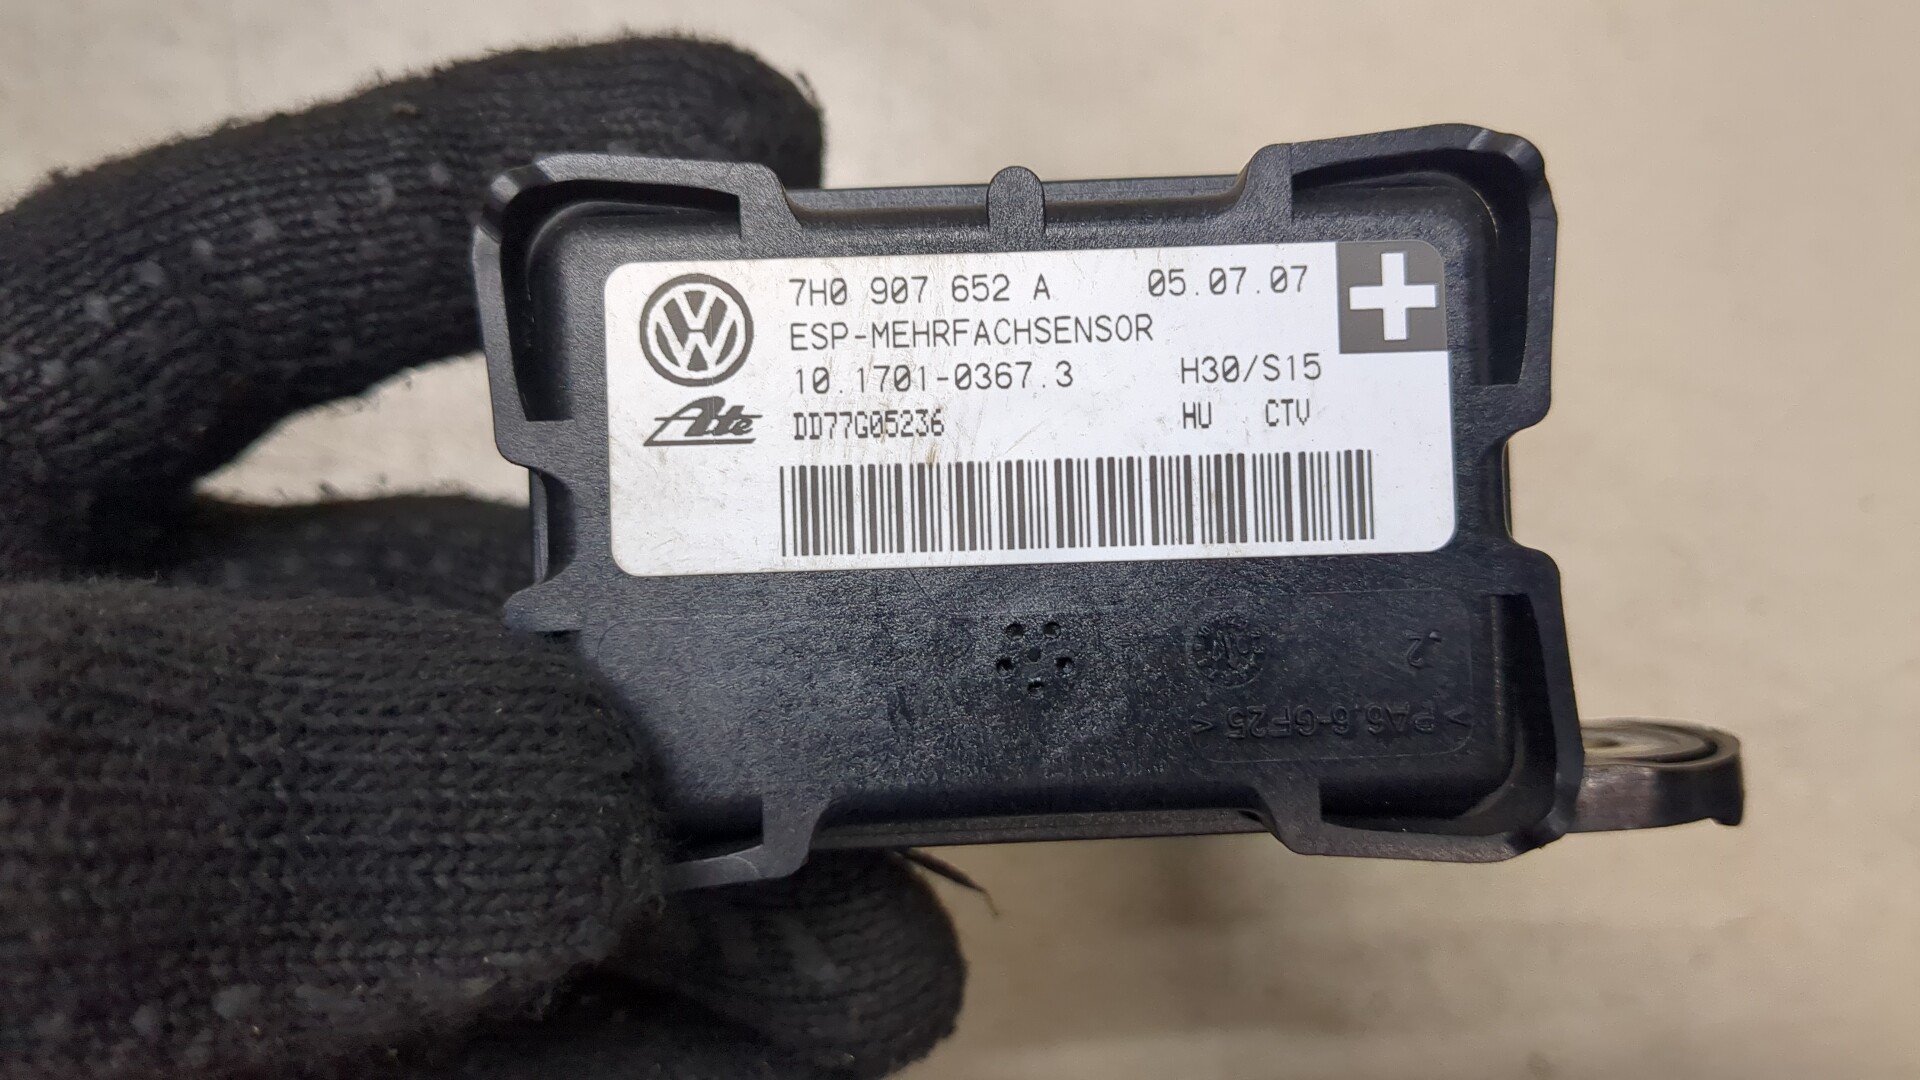 7H0 907 652 A 05.07.07
ESP-MEHRFACHSENSOR
10.1701-0367.3 H30/S15
Ate DD77G05236 HU CTV
2
>PA6.6-GF25<